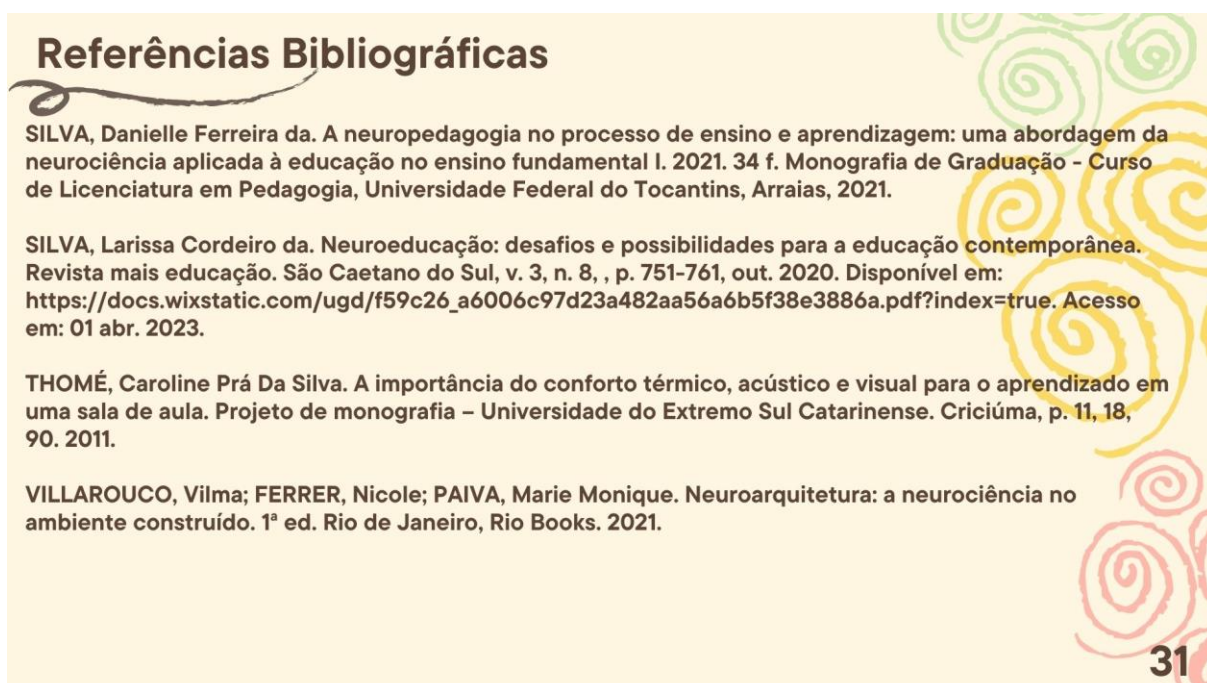 Referências Bibliográficas
SILVA, Danielle Ferreira da. A neuropedagogia no processo de ensino e aprendizagem: uma abordagem da
neurociência aplicada à educação no ensino fundamental I. 2021. 34 f. Monografia de Graduação - Curso
de Licenciatura em Pedagogia, Universidade Federal do Tocantins, Arraias, 2021.
SILVA, Larissa Cordeiro da. Neuroeducação: desafios e possibilidades para a educação contemporânea.
Revista mais educação. São Caetano do Sul, v. 3, n. 8, , p. 751-761, out. 2020. Disponível em:
https://docs.wixstatic.com/ugd/f59c26_a6006c97d23a482aa56a6b5f38e3886a.pdf?index=true. Acesso
em: 01 abr. 2023.
THOMÉ, Caroline Prá Da Silva. A importância do conforto térmico, acústico e visual para o aprendizado em
uma sala de aula. Projeto de monografia – Universidade do Extremo Sul Catarinense. Criciúma, p. 11, 18,
90. 2011.
VILLAROUCO, Vilma; FERRER, Nicole; PAIVA, Marie Monique. Neuroarquitetura: a neurociência no
ambiente construído. 1ª ed. Rio de Janeiro, Rio Books. 2021.
31